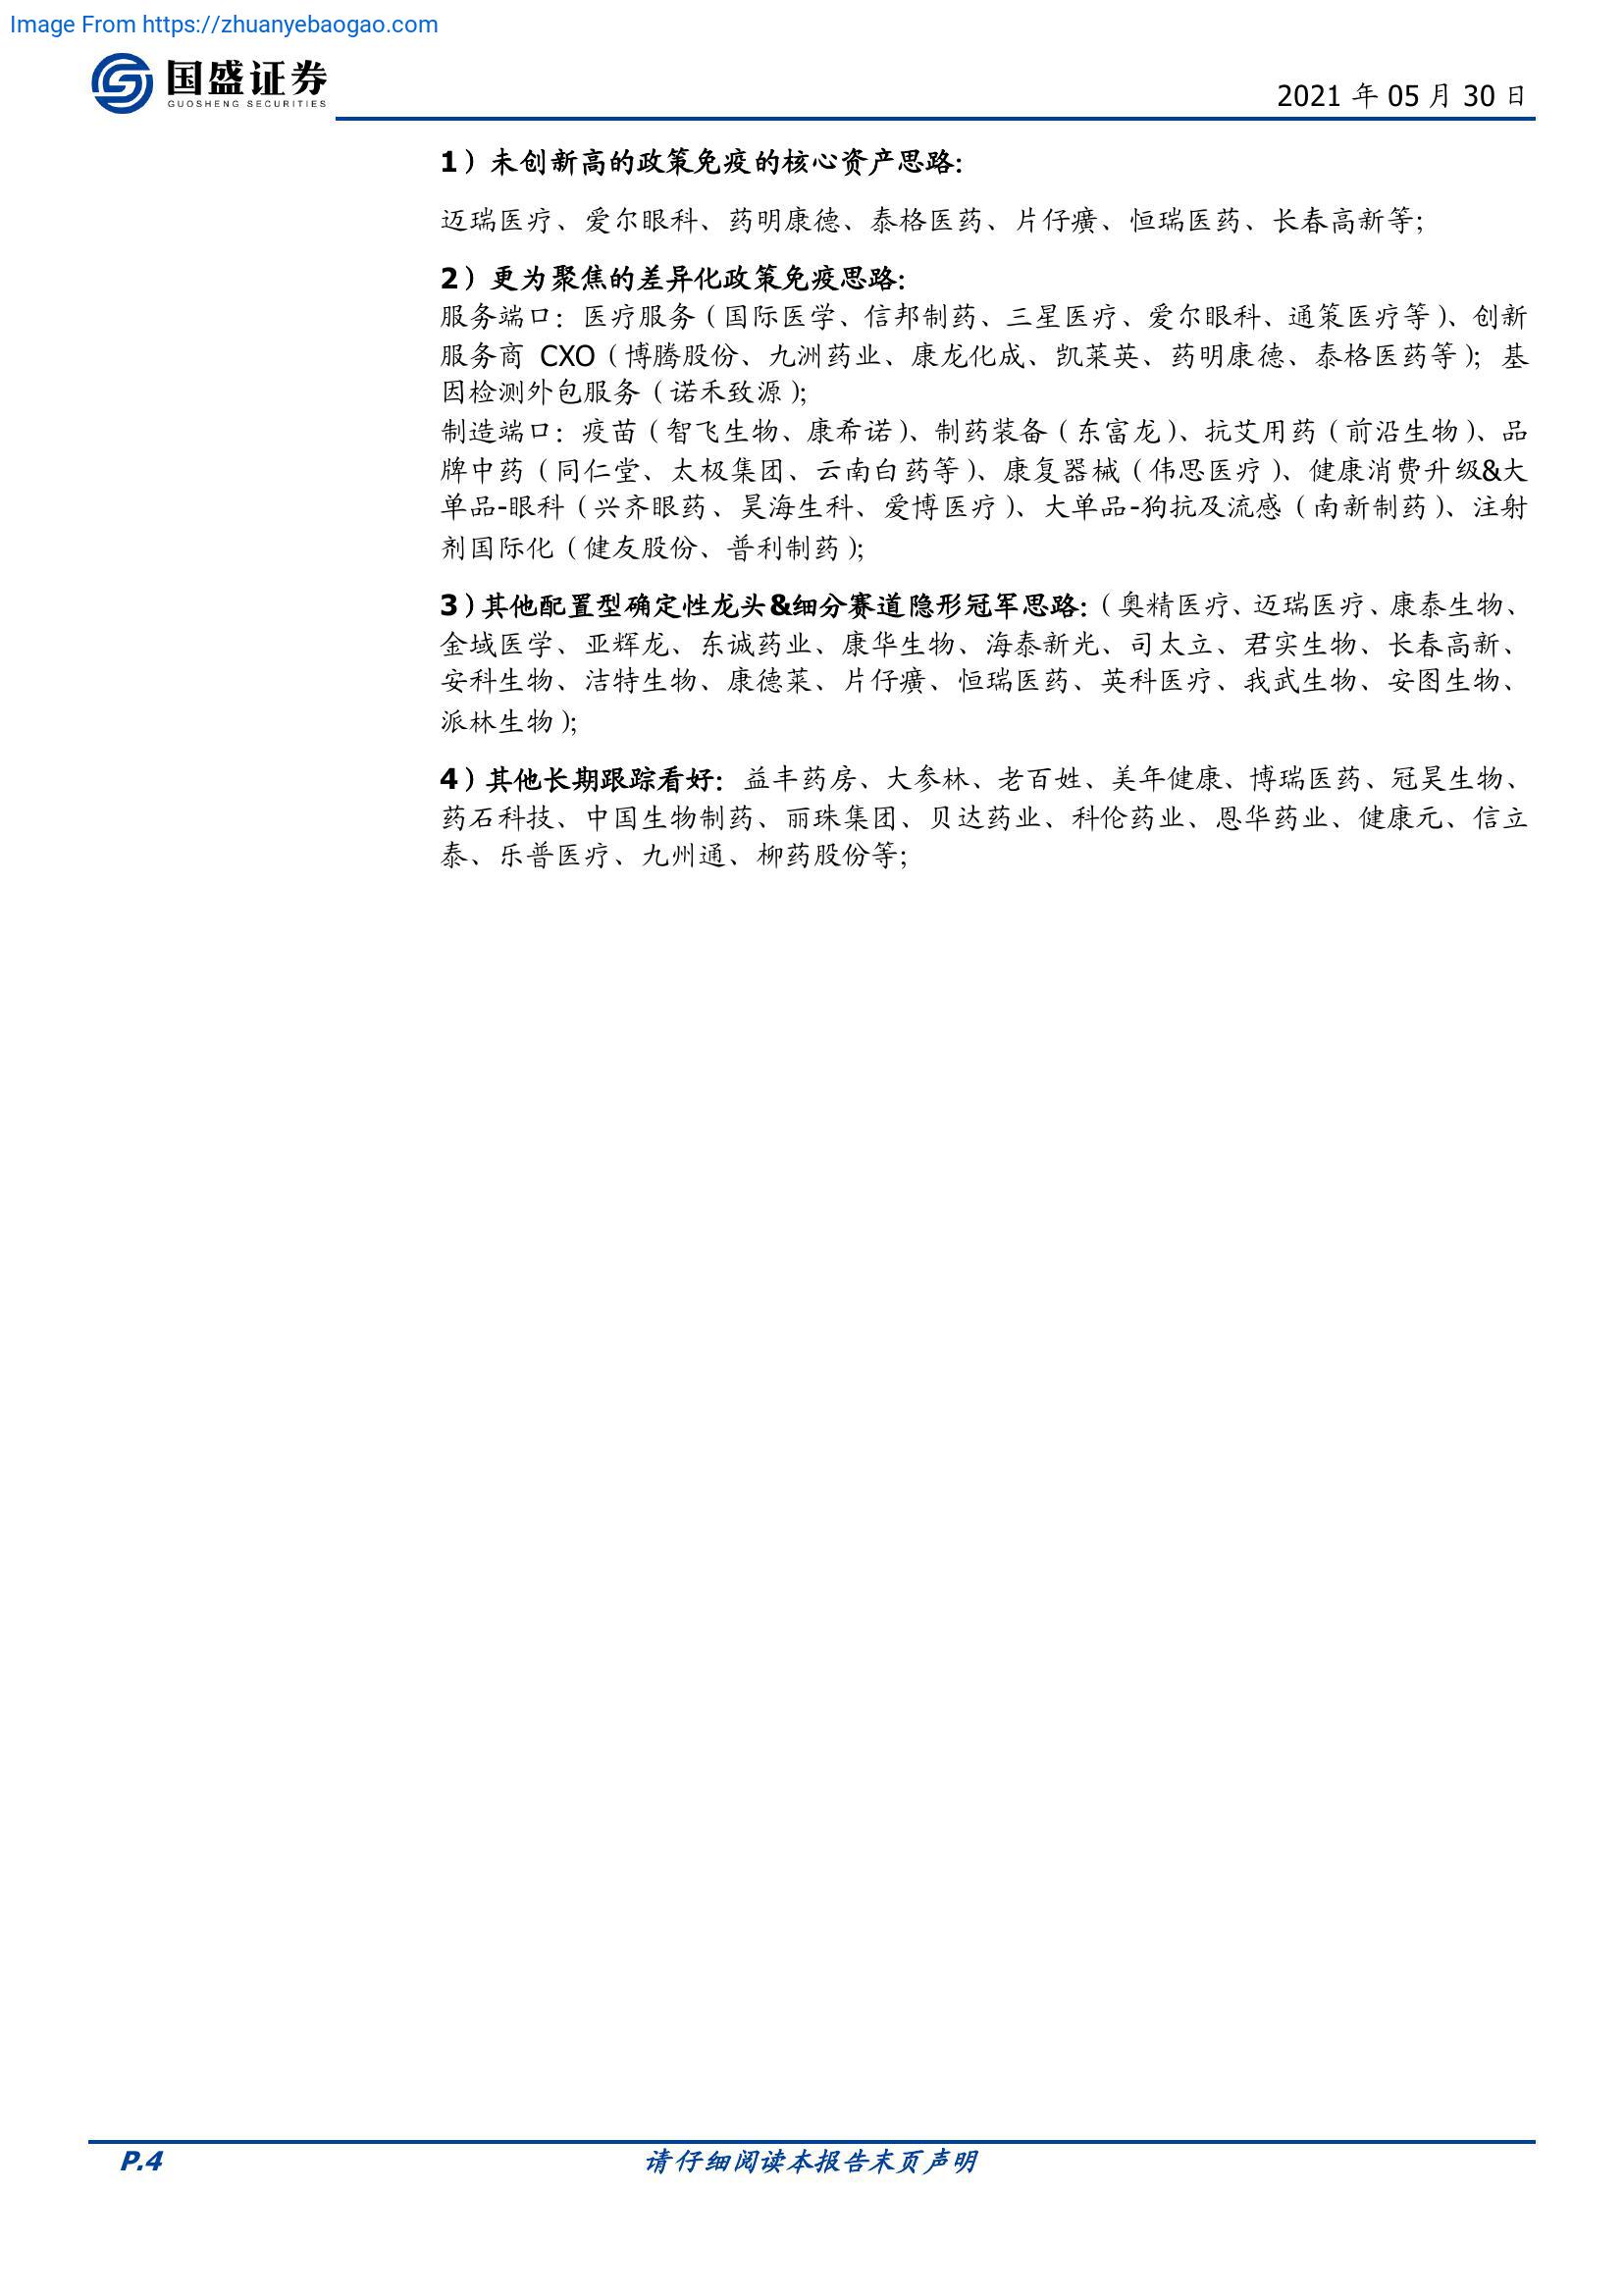 Image From https://zhuanyebaogao.com
国盛证券
GUOSHENG SECURITIES
2021 年 05 月 30 日
1）未创新高的政策免疫的核心资产思路：
迈瑞医疗、爱尔眼科、药明康德、泰格医药、片仔癀、恒瑞医药、长春高新等；
2）更为聚焦的差异化政策免疫思路：
服务端口：医疗服务（国际医学、信邦制药、三星医疗、爱尔眼科、通策医疗等）、创新
服务商 CXO（博腾股份、九洲药业、康龙化成、凯莱英、药明康德、泰格医药等）；基
因检测外包服务（诺禾致源）；
制造端口：疫苗（智飞生物、康希诺）、制药装备（东富龙）、抗艾用药（前沿生物）、品
牌中药（同仁堂、太极集团、云南白药等）、康复器械（伟思医疗）、健康消费升级&大
单品-眼科（兴齐眼药、昊海生科、爱博医疗）、大单品-狗抗及流感（南新制药）、注射
剂国际化（健友股份、普利制药）；
3）其他配置型确定性龙头&细分赛道隐形冠军思路：（奥精医疗、迈瑞医疗、康泰生物、
金域医学、亚辉龙、东诚药业、康华生物、海泰新光、司太立、君实生物、长春高新、
安科生物、洁特生物、康德莱、片仔癀、恒瑞医药、英科医疗、我武生物、安图生物、
派林生物）；
4）其他长期跟踪看好：益丰药房、大参林、老百姓、美年健康、博瑞医药、冠昊生物、
药石科技、中国生物制药、丽珠集团、贝达药业、科伦药业、恩华药业、健康元、信立
泰、乐普医疗、九州通、柳药股份等；
P.4
请仔细阅读本报告末页声明